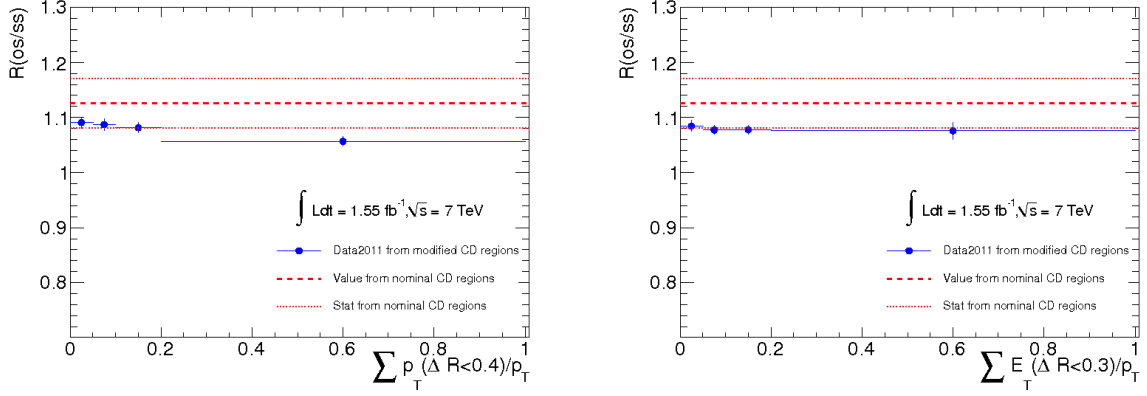 R(os/ss)
1.3
1.2
1.1
1
0.9
0.8
∫ Ldt = 1.55 fb⁻¹,√s = 7 TeV
Data2011 from modified CD regions
Value from nominal CD regions
Stat from nominal CD regions
0 0.2 0.4 0.6 0.8 1
∑ p_T(Δ R<0.4)/p_T
R(os/ss)
1.3
1.2
1.1
1
0.9
0.8
∫ Ldt = 1.55 fb⁻¹,√s = 7 TeV
Data2011 from modified CD regions
Value from nominal CD regions
Stat from nominal CD regions
0 0.2 0.4 0.6 0.8 1
∑ E_T(Δ R<0.3)/p_T